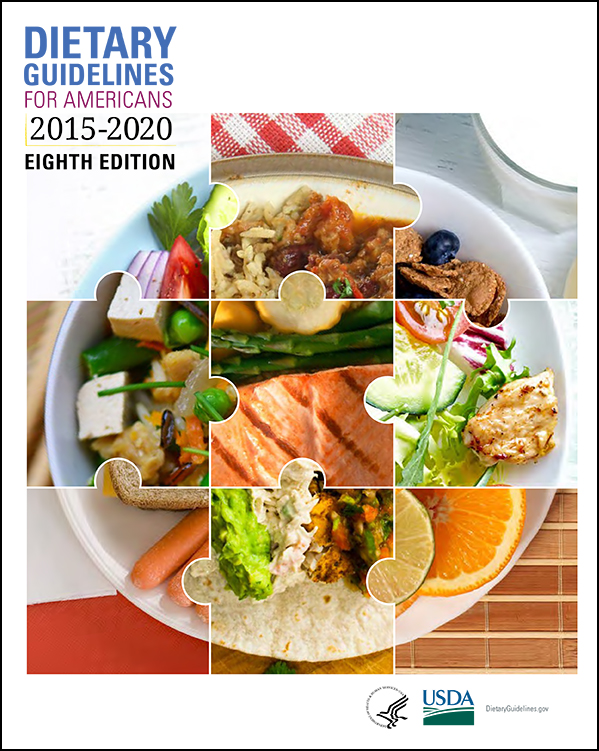 DIETARY
GUIDELINES
FOR AMERICANS
2015-2020
EIGHTH EDITION
USDA
DietaryGuidelines.gov